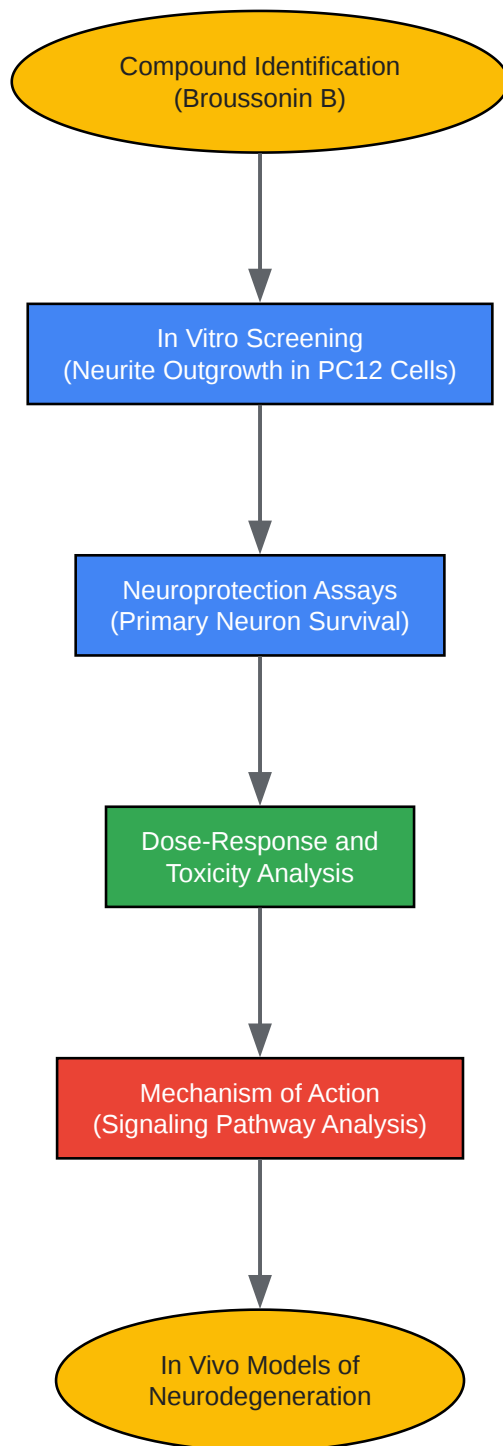 Compound Identification
(Broussonin B)
In Vitro Screening
(Neurite Outgrowth in PC12 Cells)
Neuroprotection Assays
(Primary Neuron Survival)
Dose-Response and
Toxicity Analysis
Mechanism of Action
(Signaling Pathway Analysis)
In Vivo Models of
Neurodegeneration